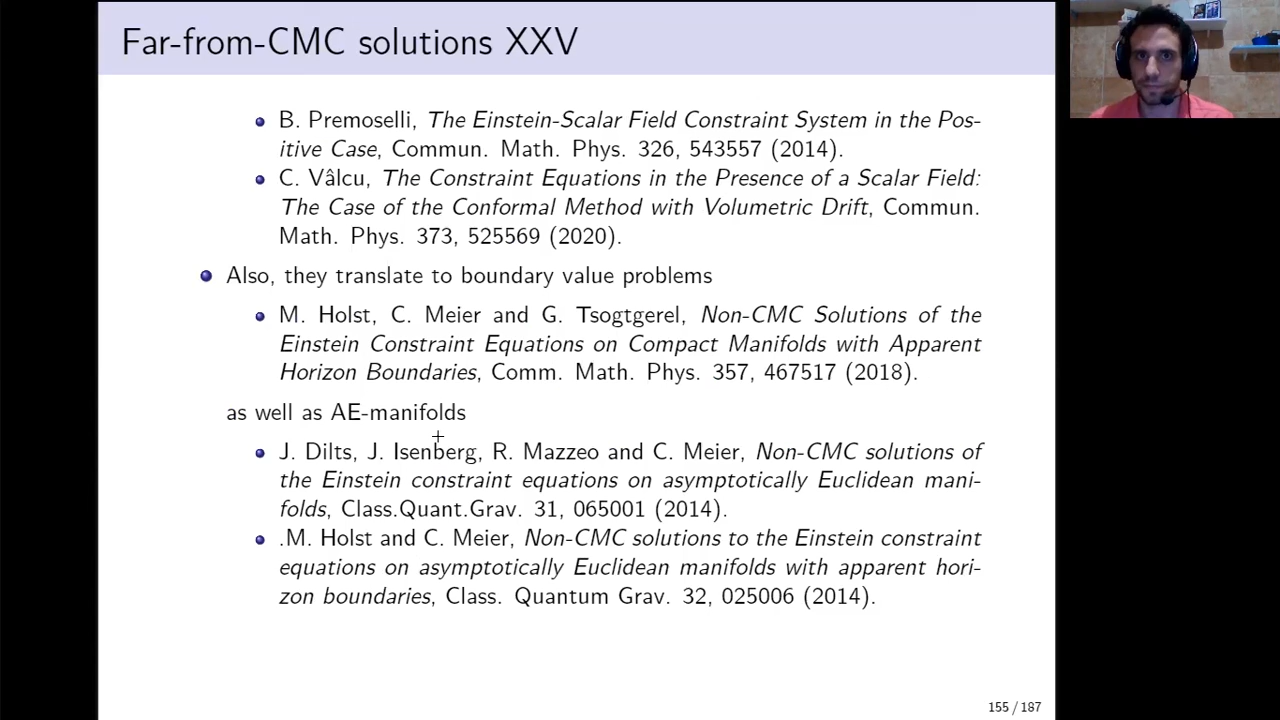 Far-from-CMC solutions XXV
B. Premoselli, The Einstein-Scalar Field Constraint System in the Pos-
itive Case, Commun. Math. Phys. 326, 543557 (2014).
C. Vâlcu, The Constraint Equations in the Presence of a Scalar Field:
The Case of the Conformal Method with Volumetric Drift, Commun.
Math. Phys. 373, 525569 (2020).
Also, they translate to boundary value problems
M. Holst, C. Meier and G. Tsogtgerel, Non-CMC Solutions of the
Einstein Constraint Equations on Compact Manifolds with Apparent
Horizon Boundaries, Comm. Math. Phys. 357, 467517 (2018).
as well as AE-manifolds
J. Dilts, J. Isenberg, R. Mazzeo and C. Meier, Non-CMC solutions of
the Einstein constraint equations on asymptotically Euclidean mani-
folds, Class.Quant.Grav. 31, 065001 (2014).
.M. Holst and C. Meier, Non-CMC solutions to the Einstein constraint
equations on asymptotically Euclidean manifolds with apparent hori-
zon boundaries, Class. Quantum Grav. 32, 025006 (2014).
155 / 187